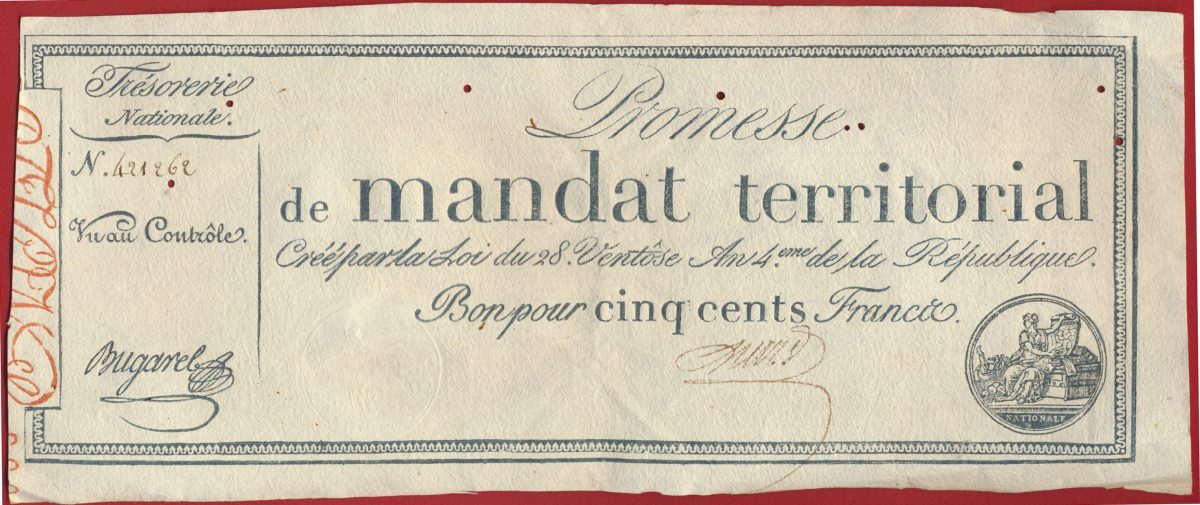 Trésorerie
Nationale.
N. 421262
Vu au Contrôle.
Bugarel
Promesse
de mandat territorial
Créé par la Loi du 28. Ventôse An 4.eme de la République.
Bon pour cinq cents Francs.
NATIONALE